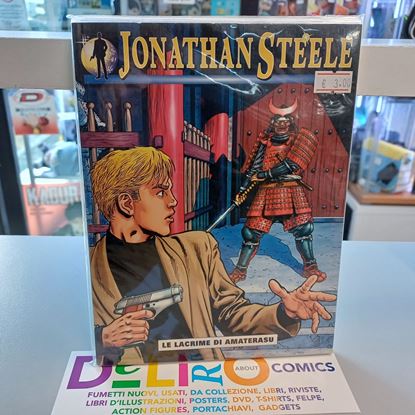 JONATHAN STEELE
€ 3.00
LE LACRIME DI AMATERASU
DELIRO ABOUT COMICS
FUMETTI NUOVI, USATI, DA COLLEZIONE, LIBRI, RIVISTE,
LIBRI D'ILLUSTRAZIONI, POSTERS, DVD, T-SHIRTS, FELPE,
ACTION FIGURES, PORTACHIAVI, GADGETS